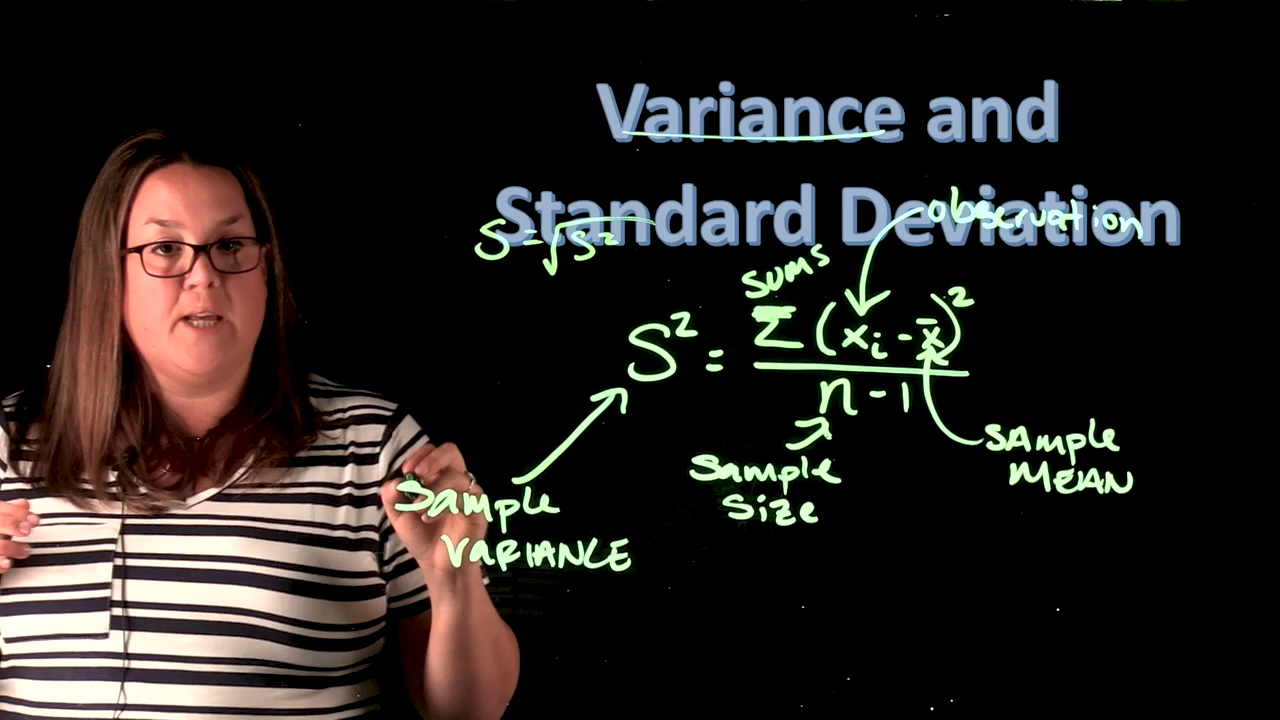 Variance and
Standard Deviation
observation
S = √S²
sums
S² = Σ (xᵢ - x̄)²
n - 1
Sample
Size
SAmple
MEAN
Sample
VARIANCE